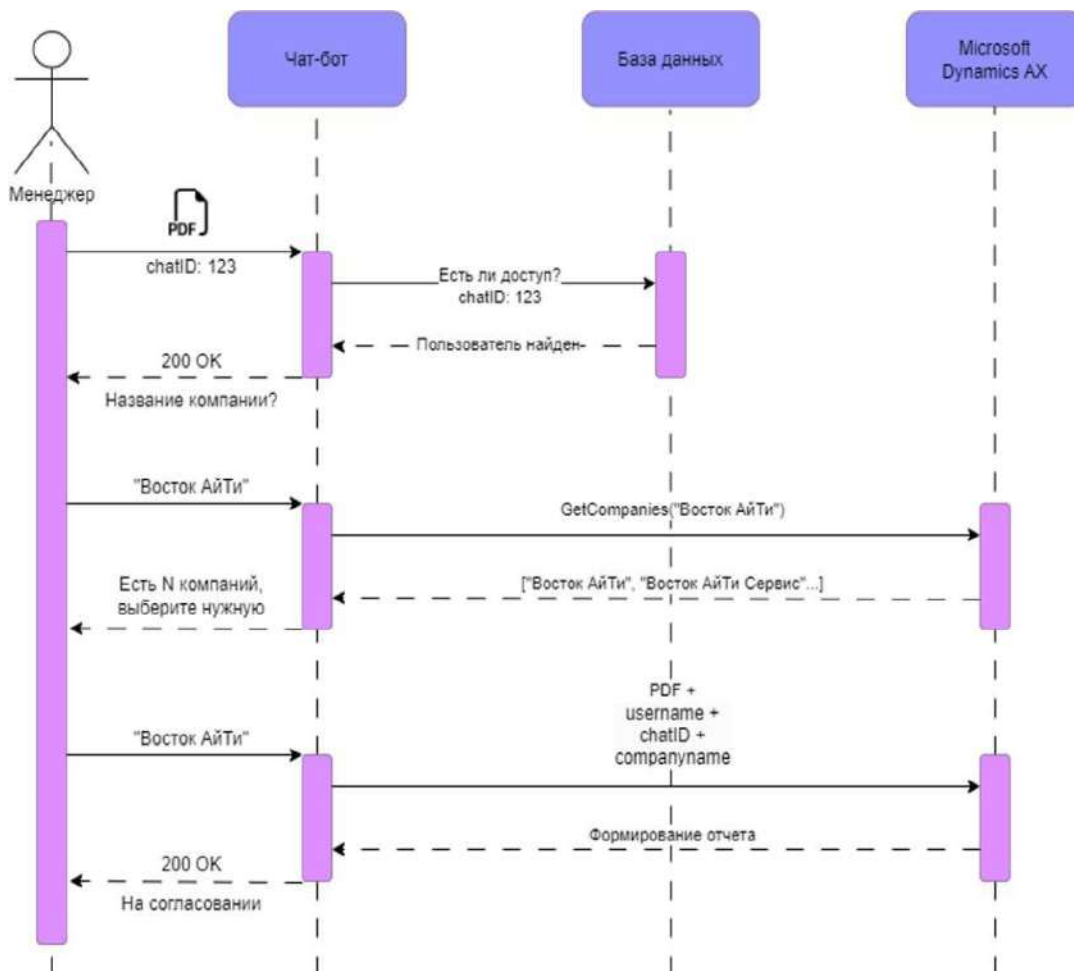 Чат-бот
База данных
Microsoft
Dynamics AX
Менеджер
PDF
chatID: 123
Есть ли доступ?
chatID: 123
Пользователь найден
200 OK
Название компании?
"Восток АйТи"
GetCompanies("Восток АйТи")
Есть N компаний,
выберите нужную
["Восток АйТи", "Восток АйТи Сервис"...]
PDF +
username +
chatID +
companyname
"Восток АйТи"
Формирование отчета
200 OK
На согласовании